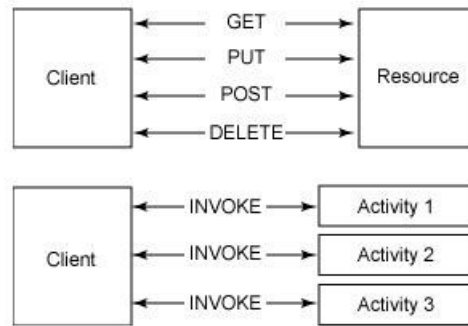 GET
PUT
Client
Resource
POST
DELETE
INVOKE
Activity 1
Client
INVOKE
Activity 2
INVOKE
Activity 3